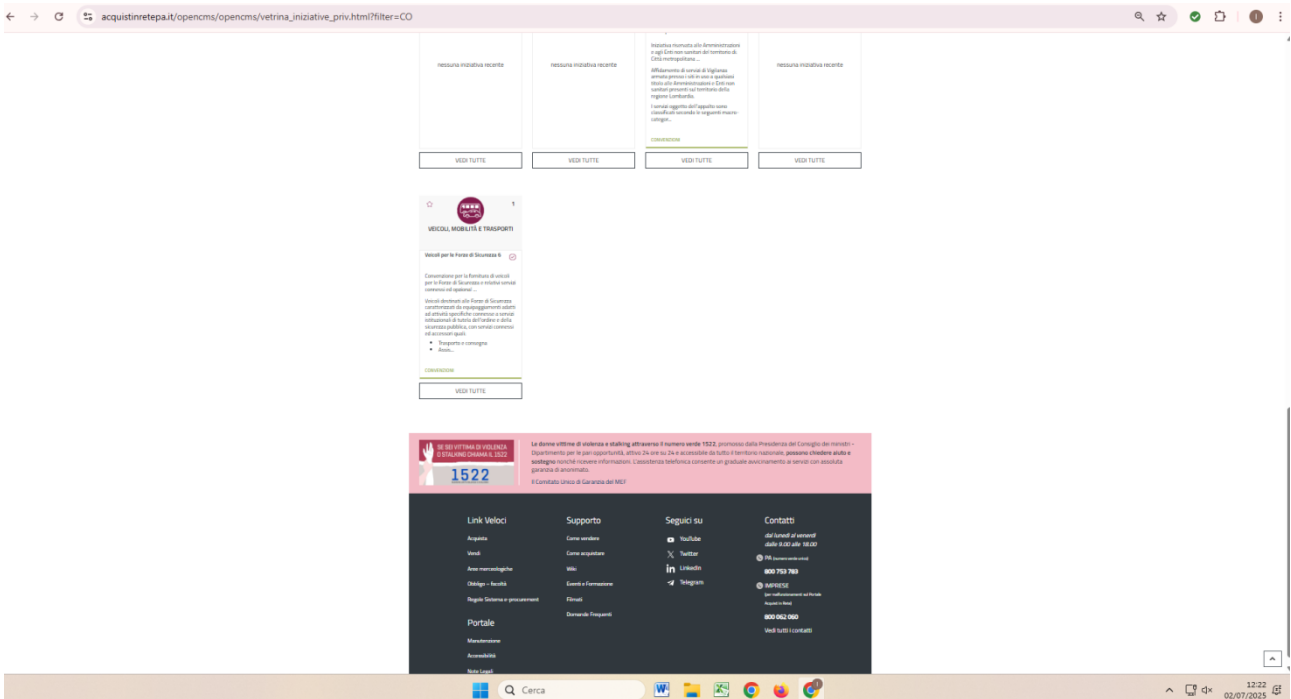 acquistinretepa.it/opencms/opencms/vetrina_iniziative_priv.html?filter=CO
nessuna iniziativa recente
nessuna iniziativa recente
Iniziativa riservata alle Amministrazioni
e agli Enti non sanitari del territorio di
Città metropolitana ...
Affidamento di servizi di Vigilanza
armata presso i siti in uso a qualsiasi
titolo alle Amministrazioni e Enti non
sanitari presenti sul territorio della
regione Lombardia.
I servizi oggetto dell'appalto sono
classificati secondo le seguenti macro-
categor...
CONVENZIONI
nessuna iniziativa recente
VEDI TUTTE
VEDI TUTTE
VEDI TUTTE
VEDI TUTTE
1
VEICOLI, MOBILITÀ E TRASPORTI
Veicoli per le Forze di Sicurezza 6
Convenzione per la fornitura di veicoli
per le Forze di Sicurezza e relativi servizi
connessi ed opzionali ...
Veicoli destinati alle Forze di Sicurezza
caratterizzati da equipaggiamenti adatti
ad attività specifiche connesse a servizi
istituzionali di tutela dell'ordine e della
sicurezza pubblica, con servizi connessi
ed accessori quali:
• Trasporto e consegna
• Assis...
CONVENZIONI
VEDI TUTTE
SE SEI VITTIMA DI VIOLENZA
O STALKING CHIAMA IL 1522
1522
Le donne vittime di violenza e stalking attraverso il numero verde 1522, promosso dalla Presidenza del Consiglio dei ministri -
Dipartimento per le pari opportunità, attivo 24 ore su 24 e accessibile da tutto il territorio nazionale, possono chiedere aiuto e
sostegno nonché ricevere informazioni. L'assistenza telefonica consente un graduale avvicinamento ai servizi con assoluta
garanzia di anonimato.
Il Comitato Unico di Garanzia del MEF
Link Veloci
Acquista
Vendi
Aree merceologiche
Obbligo – facoltà
Regole Sistema e-procurement
Portale
Manutenzione
Accessibilità
Note Legali
Supporto
Come vendere
Come acquistare
Wiki
Eventi e Formazione
Filmati
Domande Frequenti
Seguici su
YouTube
Twitter
LinkedIn
Telegram
Contatti
dal lunedì al venerdì
dalle 9.00 alle 18.00
PA (numero verde unico)
800 753 783
IMPRESE
(per malfunzionamenti sul Portale
Acquisti in Rete)
800 062 060
Vedi tutti i contatti
Cerca
12:22
02/07/2025